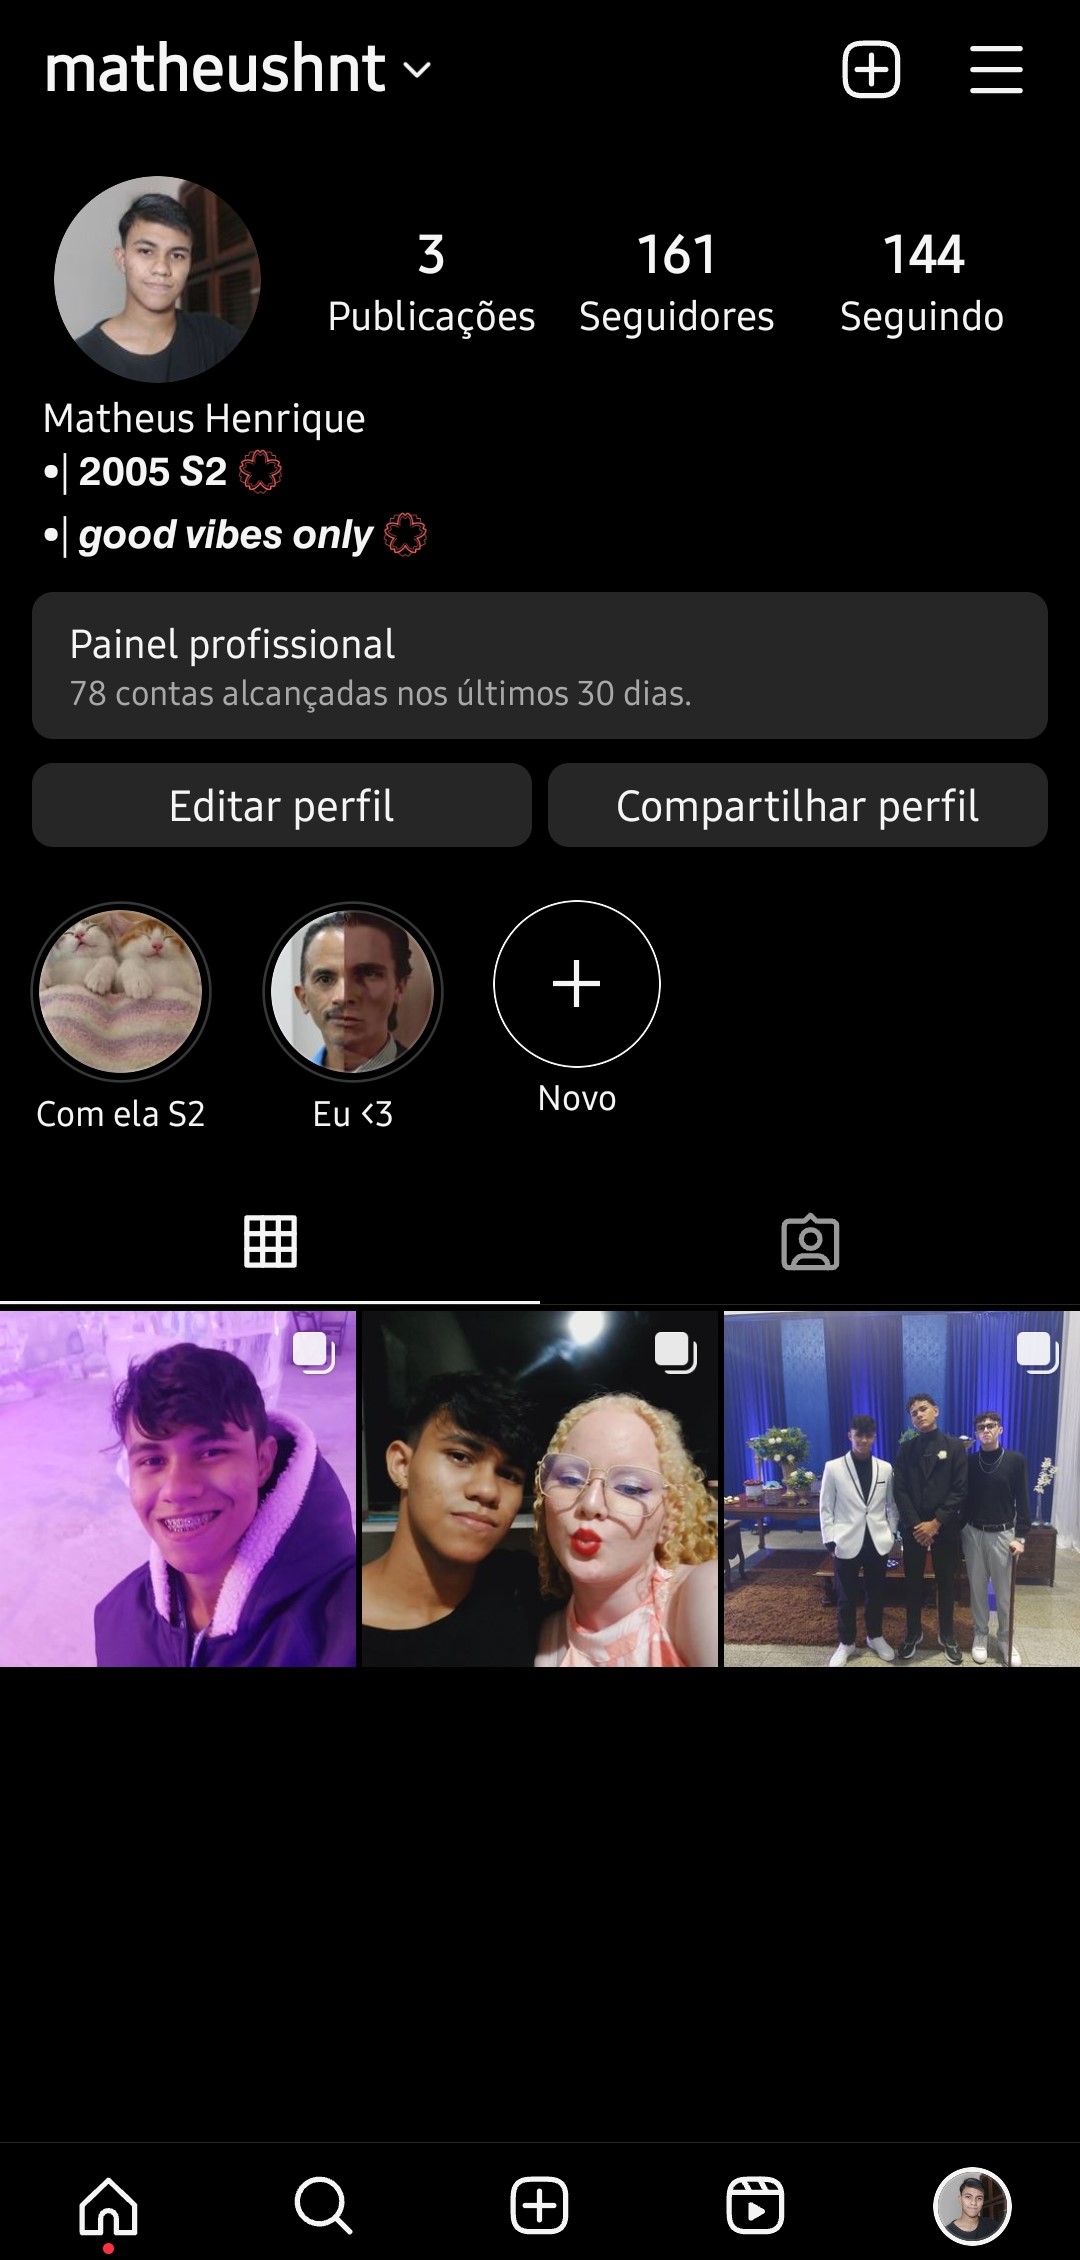 matheushnt
3 161 144
Publicações Seguidores Seguindo
Matheus Henrique
•| 2005 S2 🌸
•| good vibes only 🌸
Painel profissional
78 contas alcançadas nos últimos 30 dias.
Editar perfil Compartilhar perfil
Com ela S2 Eu <3 Novo